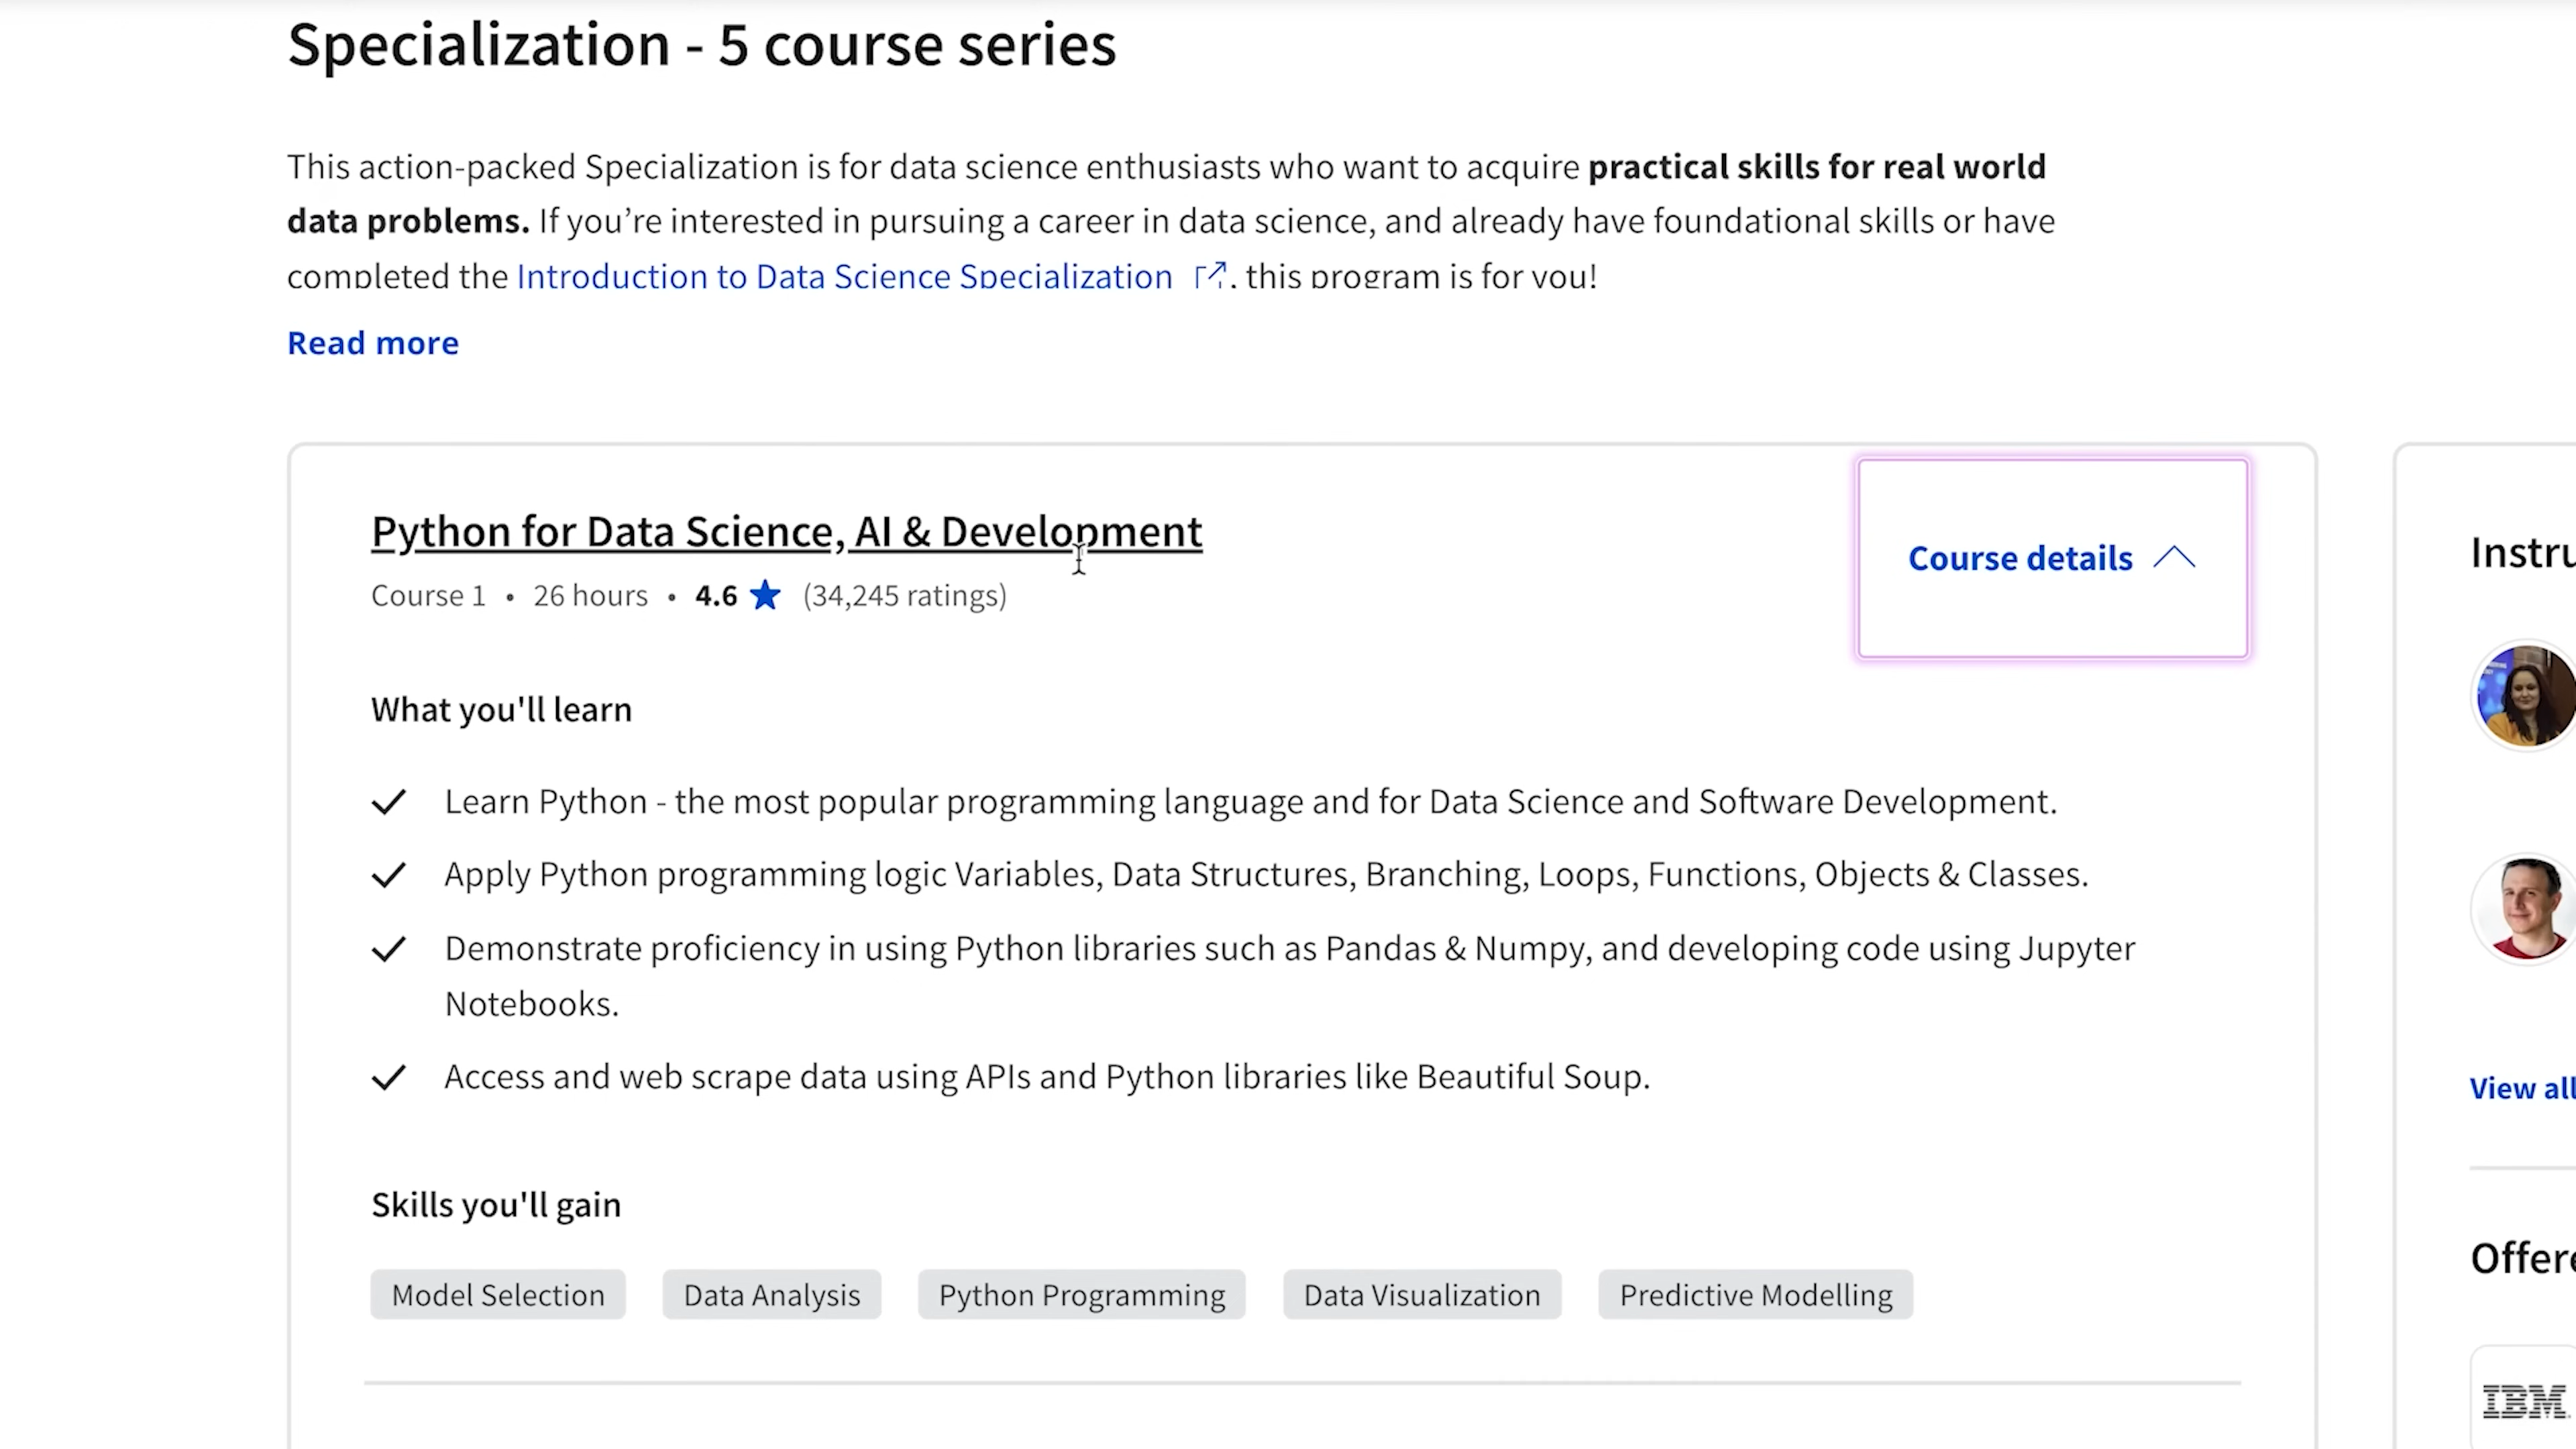 Specialization - 5 course series
This action-packed Specialization is for data science enthusiasts who want to acquire practical skills for real world
data problems. If you’re interested in pursuing a career in data science, and already have foundational skills or have
completed the Introduction to Data Science Specialization , this program is for you!
Read more
Python for Data Science, AI & Development
Course 1 • 26 hours • 4.6 ★ (34,245 ratings)
Course details
What you'll learn
Learn Python - the most popular programming language and for Data Science and Software Development.
Apply Python programming logic Variables, Data Structures, Branching, Loops, Functions, Objects & Classes.
Demonstrate proficiency in using Python libraries such as Pandas & Numpy, and developing code using Jupyter
Notebooks.
Access and web scrape data using APIs and Python libraries like Beautiful Soup.
Skills you'll gain
Model Selection
Data Analysis
Python Programming
Data Visualization
Predictive Modelling
Instru
View all
Offere
IBM